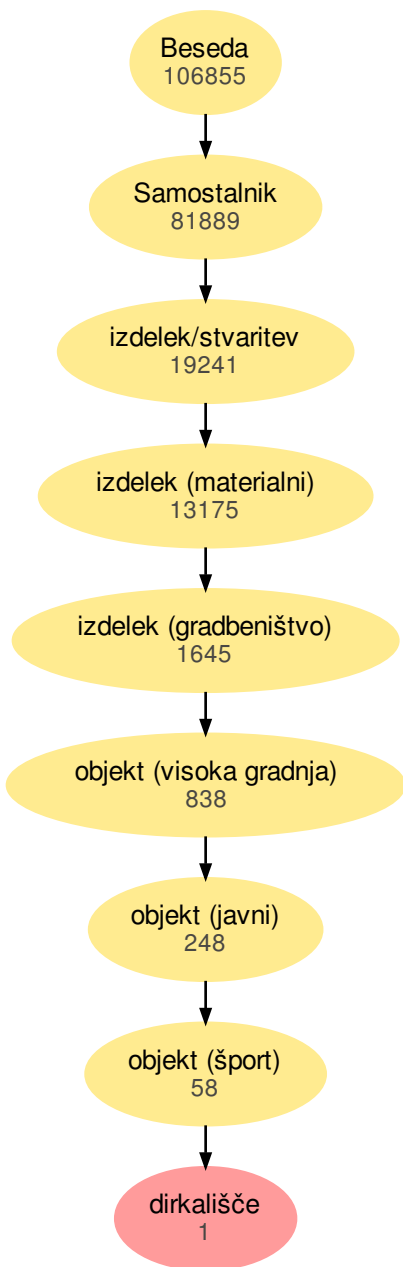 Beseda
106855
Samostalnik
81889
izdelek/stvaritev
19241
izdelek (materialni)
13175
izdelek (gradbeništvo)
1645
objekt (visoka gradnja)
838
objekt (javni)
248
objekt (šport)
58
dirkališče
1